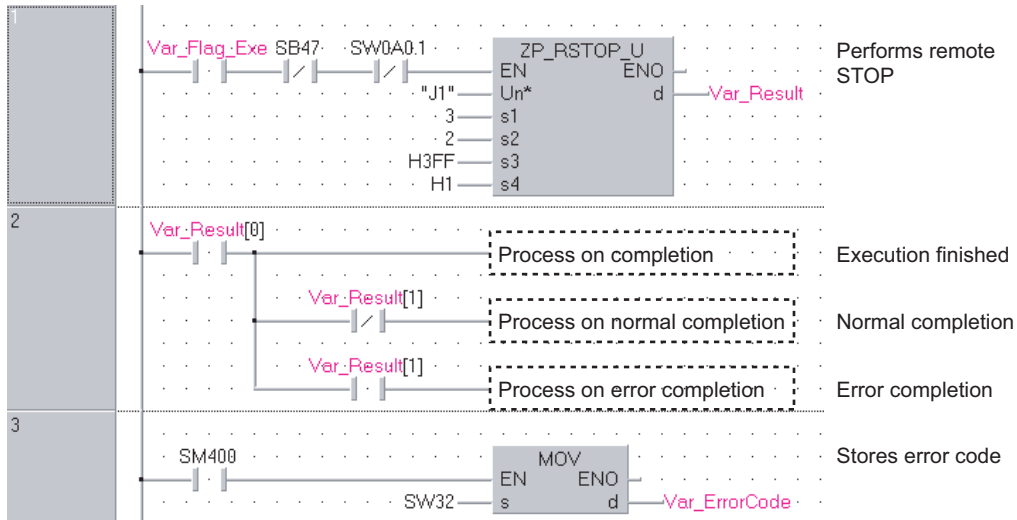 1
Var_Flag_Exe SB47 SW0A0.1 ZP_RSTOP_U Performs remote
EN ENO STOP
"J1" Un* d Var_Result
3 s1
2 s2
H3FF s3
H1 s4
2
Var_Result[0]
Process on completion Execution finished
Var_Result[1]
Process on normal completion Normal completion
Var_Result[1]
Process on error completion Error completion
3
SM400 MOV Stores error code
EN ENO
SW32 s d Var_ErrorCode